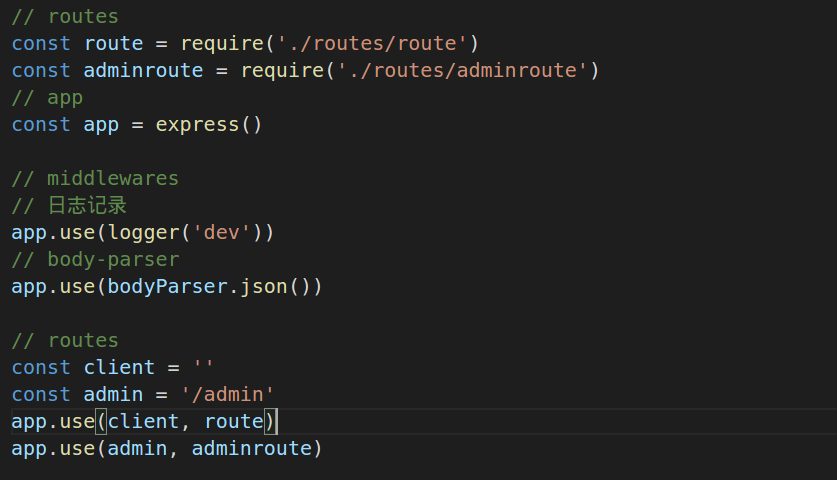 // routes
const route = require('./routes/route')
const adminroute = require('./routes/adminroute')
// app
const app = express()
// middlewares
// 日志记录
app.use(logger('dev'))
// body-parser
app.use(bodyParser.json())
// routes
const client = ''
const admin = '/admin'
app.use(client, route)
app.use(admin, adminroute)